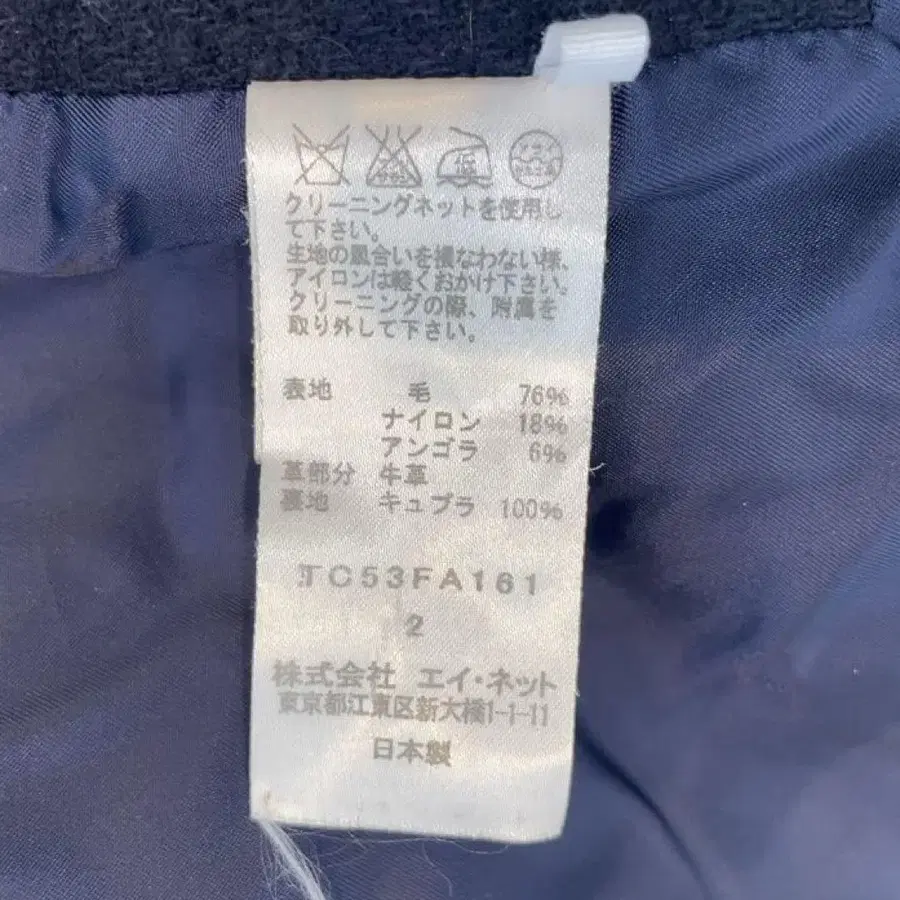 低
ドライ
クリーニングネットを使用し
て下さい。
生地の風合いを損なわない様、
アイロンは軽くおかけ下さい。
クリーニングの際、附属を
取り外して下さい。
表地 毛 76%
ナイロン 18%
アンゴラ 6%
革部分 牛革
裏地 キュプラ 100%
TC53FA161
2
株式会社 エイ・ネット
東京都江東区新大橋1-1-11
日本製